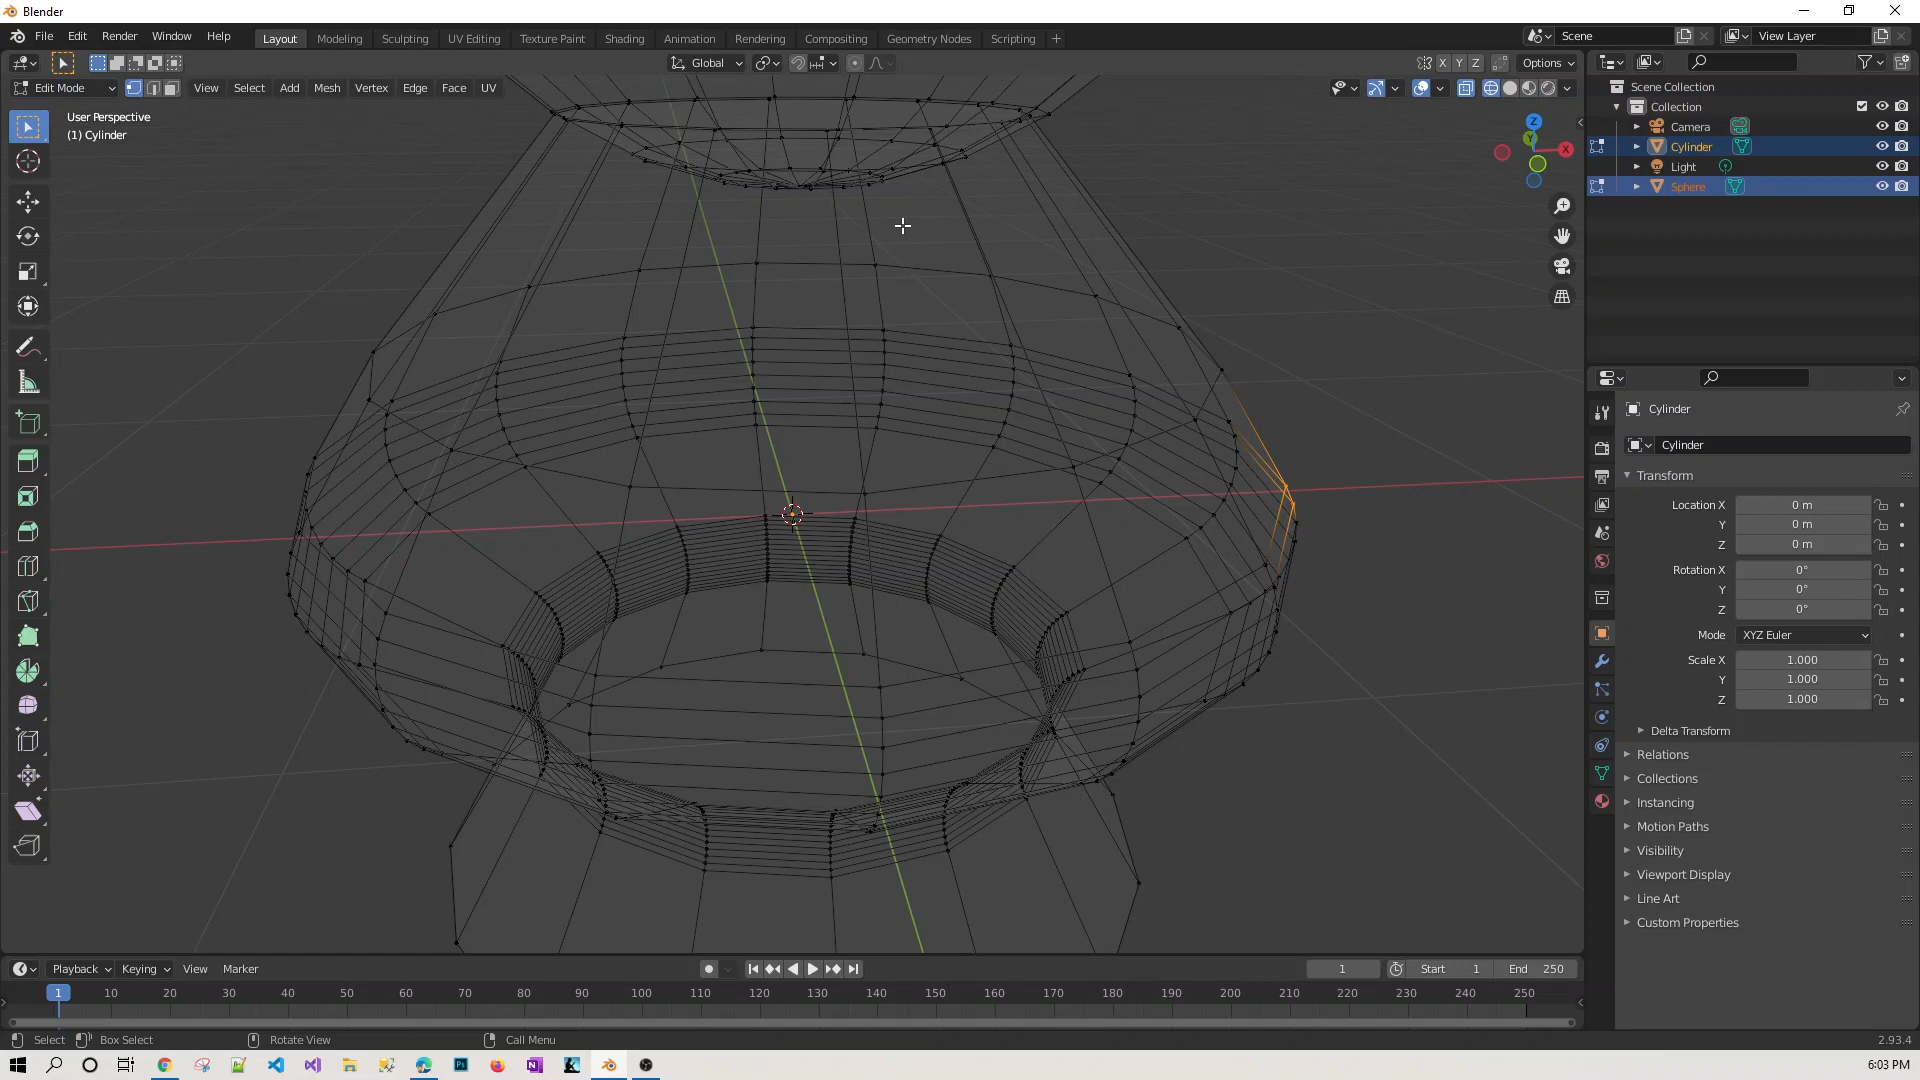 Blender
File Edit Render Window Help
Layout Modeling Sculpting UV Editing Texture Paint Shading Animation Rendering Compositing Geometry Nodes Scripting +
Scene
View Layer
Global
X Y Z
Options
Edit Mode
View Select Add Mesh Vertex Edge Face UV
User Perspective
(1) Cylinder
Z
Y
X
Scene Collection
Collection
Camera
Cylinder
Light
Sphere
Cylinder
Cylinder
Transform
Location X 0 m
Y 0 m
Z 0 m
Rotation X 0°
Y 0°
Z 0°
Mode XYZ Euler
Scale X 1.000
Y 1.000
Z 1.000
Delta Transform
Relations
Collections
Instancing
Motion Paths
Visibility
Viewport Display
Line Art
Custom Properties
Playback Keying View Marker
1
Start 1
End 250
1 10 20 30 40 50 60 70 80 90 100 110 120 130 140 150 160 170 180 190 200 210 220 230 240 250
Select Box Select Rotate View Call Menu
2.93.4
Ps
N
6:03 PM